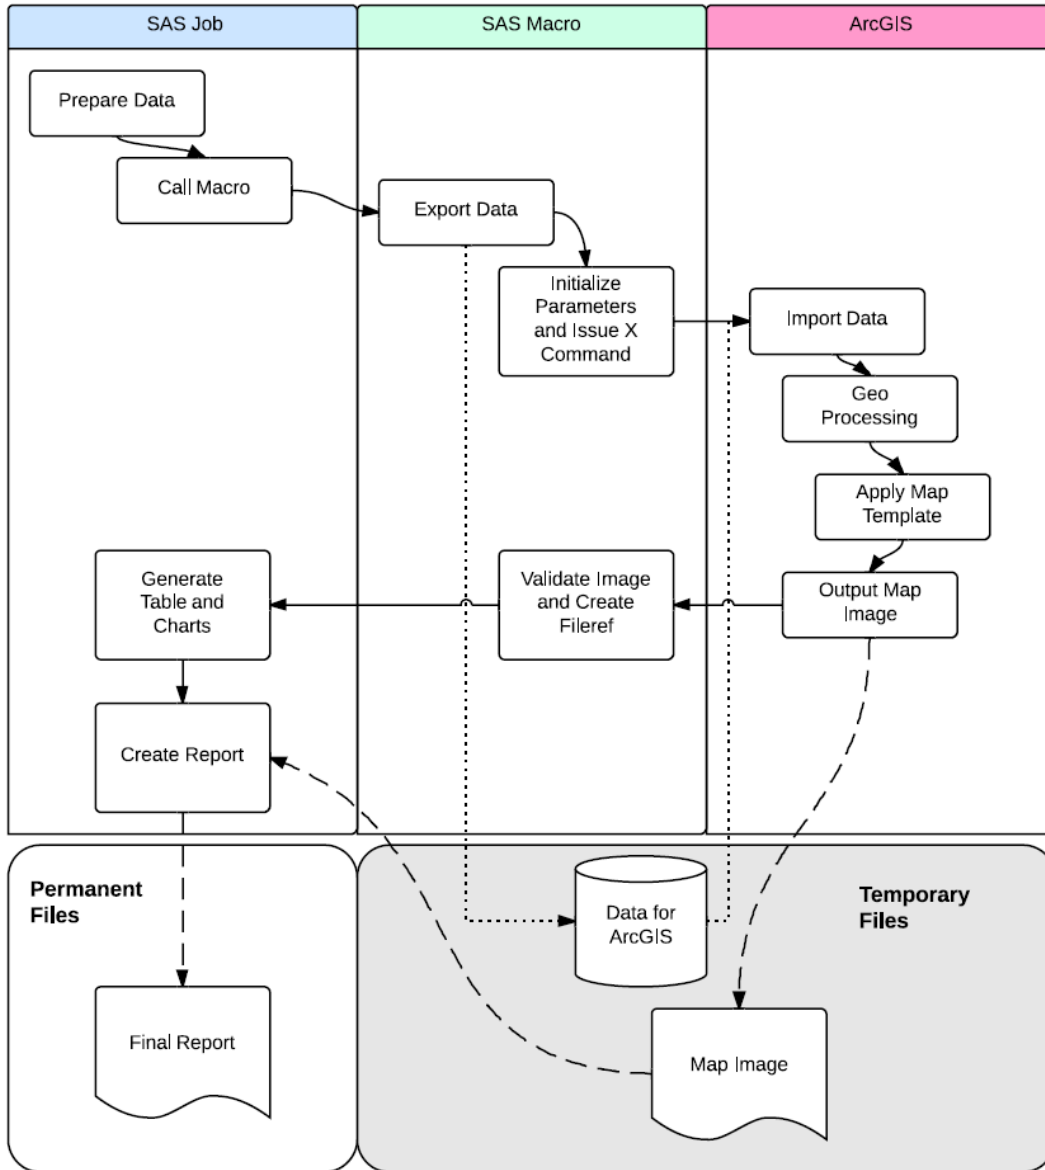 SAS Job
SAS Macro
ArcGIS
Prepare Data
Call Macro
Export Data
Initialize
Parameters
and Issue X
Command
Import Data
Geo
Processing
Apply Map
Template
Output Map
Image
Validate Image
and Create
Fileref
Generate
Table and
Charts
Create Report
Permanent
Files
Final Report
Data for
ArcGIS
Temporary
Files
Map Image